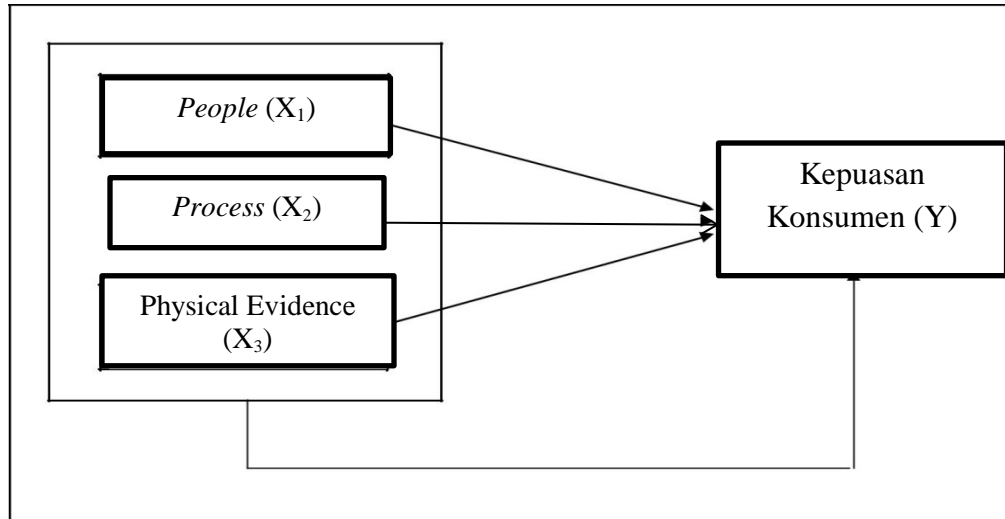 People (X₁)
Process (X₂)
Physical Evidence
(X₃)
Kepuasan
Konsumen (Y)